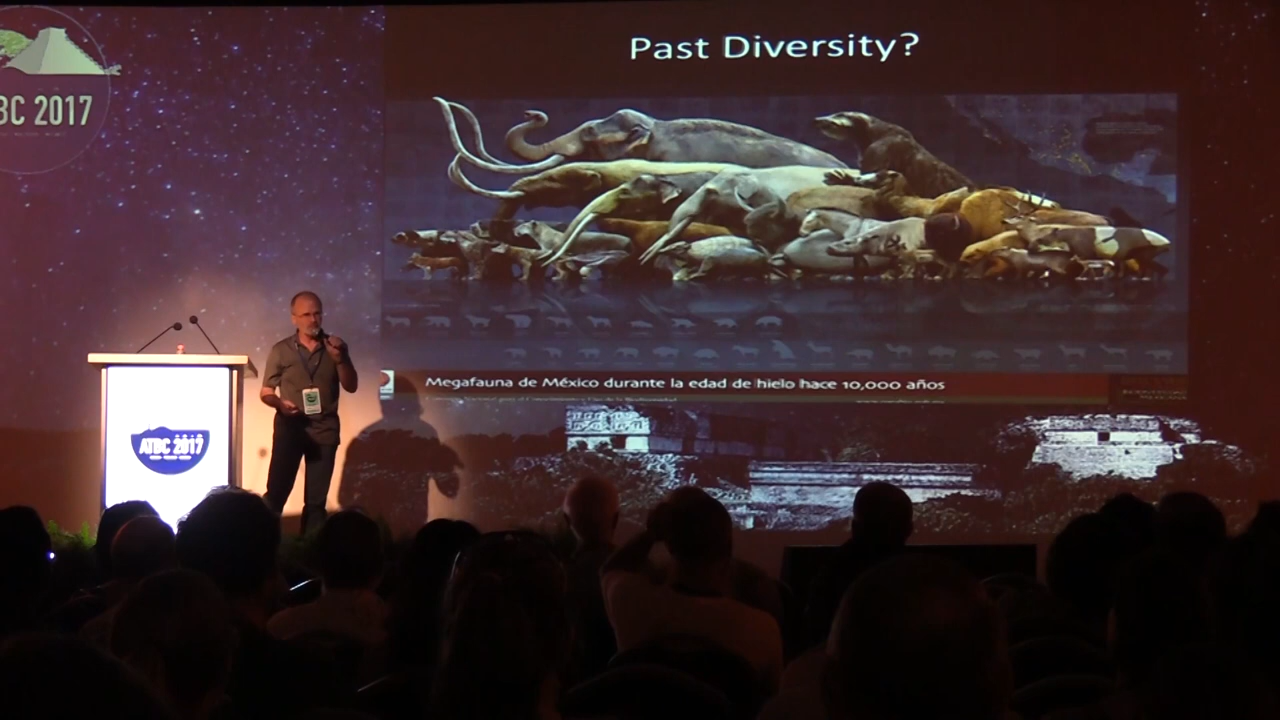 Past Diversity?
BC 2017
ATBC 2017
Megafauna de México durante la edad de hielo hace 10,000 años